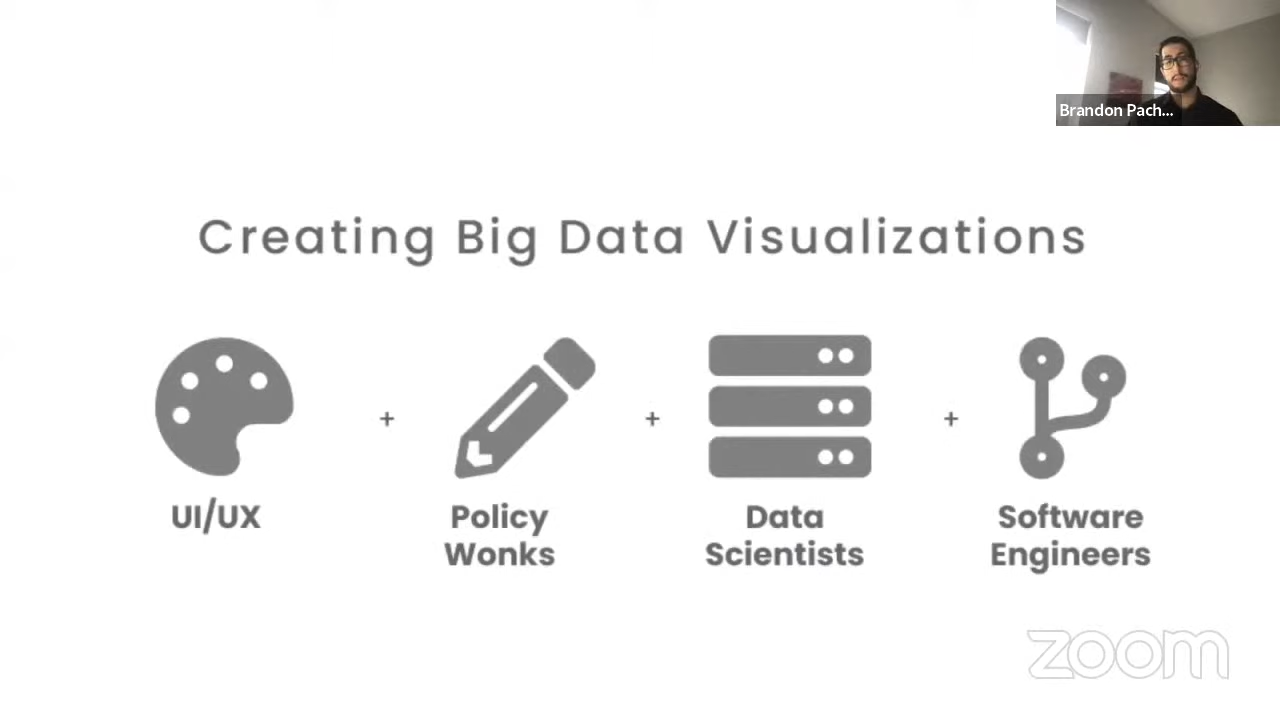 Brandon Pach...
Creating Big Data Visualizations
+ + +
UI/UX
Policy
Wonks
Data
Scientists
Software
Engineers
zoom